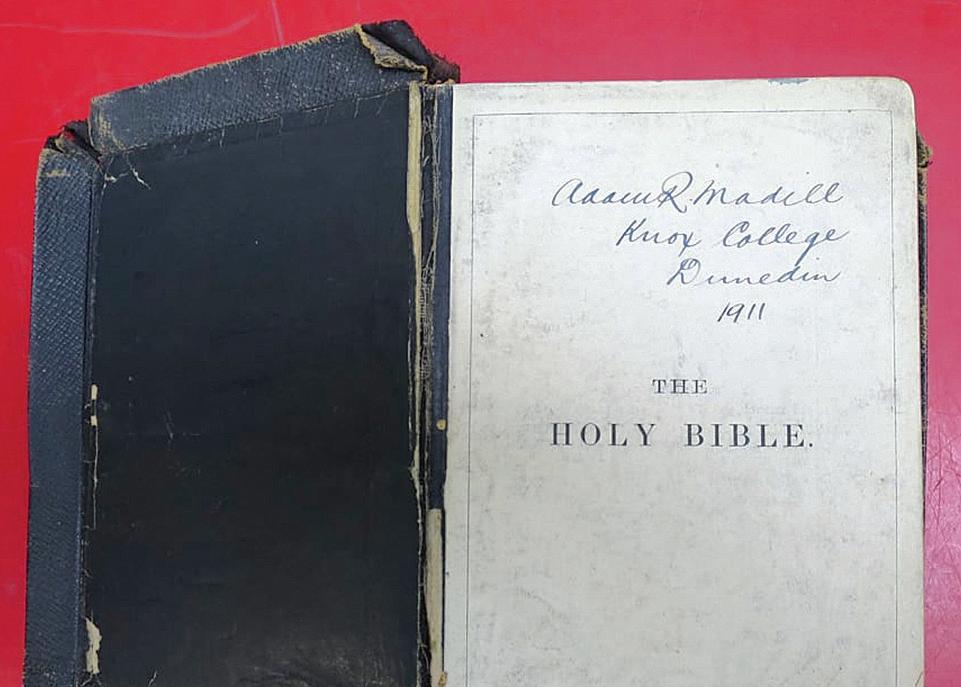 Adam R. Madill
Knox College
Dunedin
1911
THE
HOLY BIBLE.